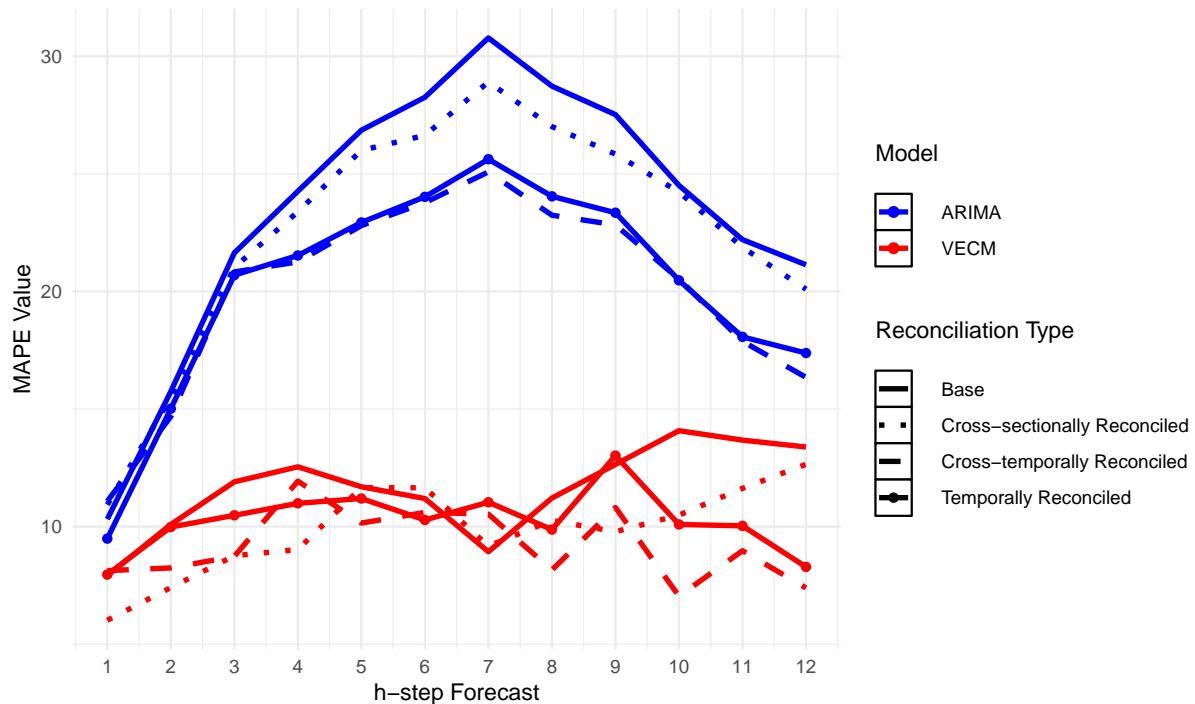 MAPE Value
30
20
10
1 2 3 4 5 6 7 8 9 10 11 12
h−step Forecast
Model
ARIMA
VECM
Reconciliation Type
Base
Cross−sectionally Reconciled
Cross−temporally Reconciled
Temporally Reconciled